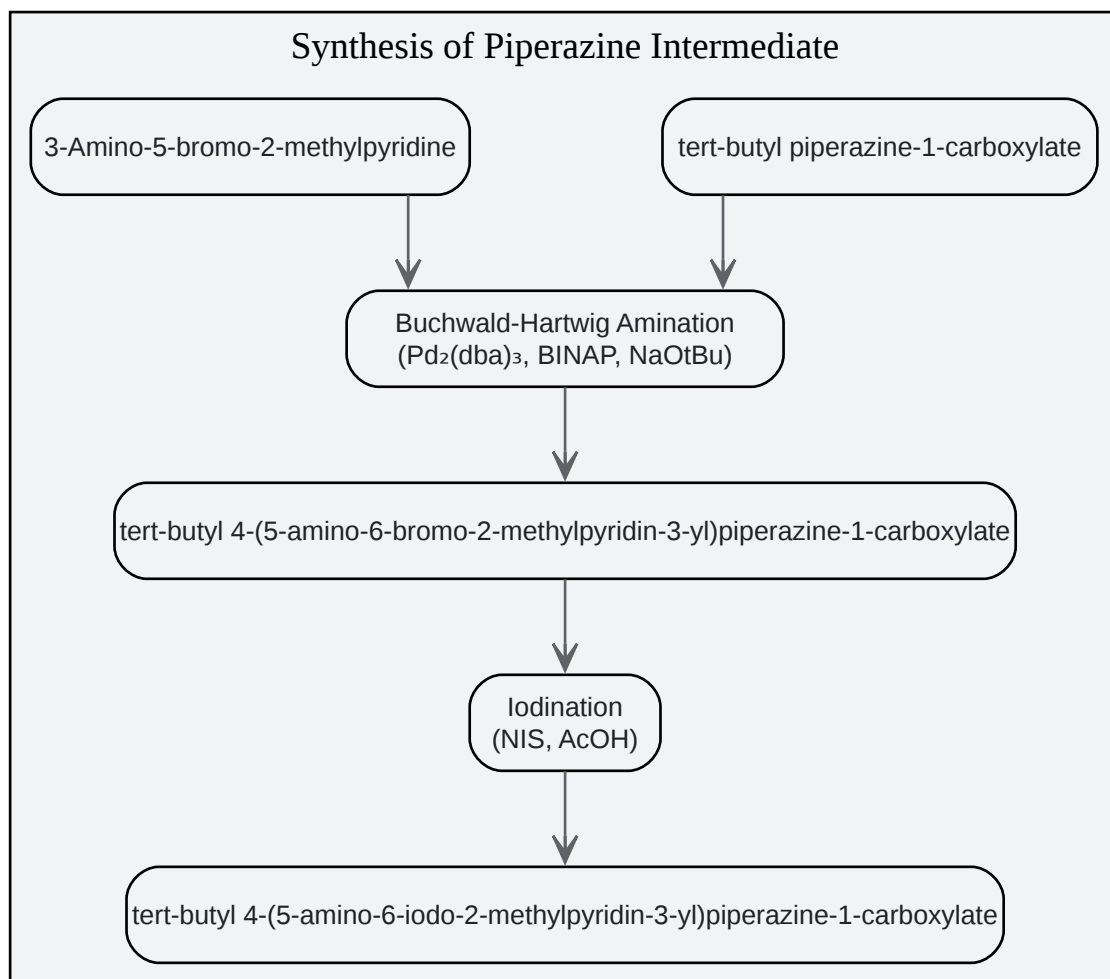 Synthesis of Piperazine Intermediate
3-Amino-5-bromo-2-methylpyridine
tert-butyl piperazine-1-carboxylate
Buchwald-Hartwig Amination
(Pd₂(dba)₃, BINAP, NaOtBu)
tert-butyl 4-(5-amino-6-bromo-2-methylpyridin-3-yl)piperazine-1-carboxylate
Iodination
(NIS, AcOH)
tert-butyl 4-(5-amino-6-iodo-2-methylpyridin-3-yl)piperazine-1-carboxylate